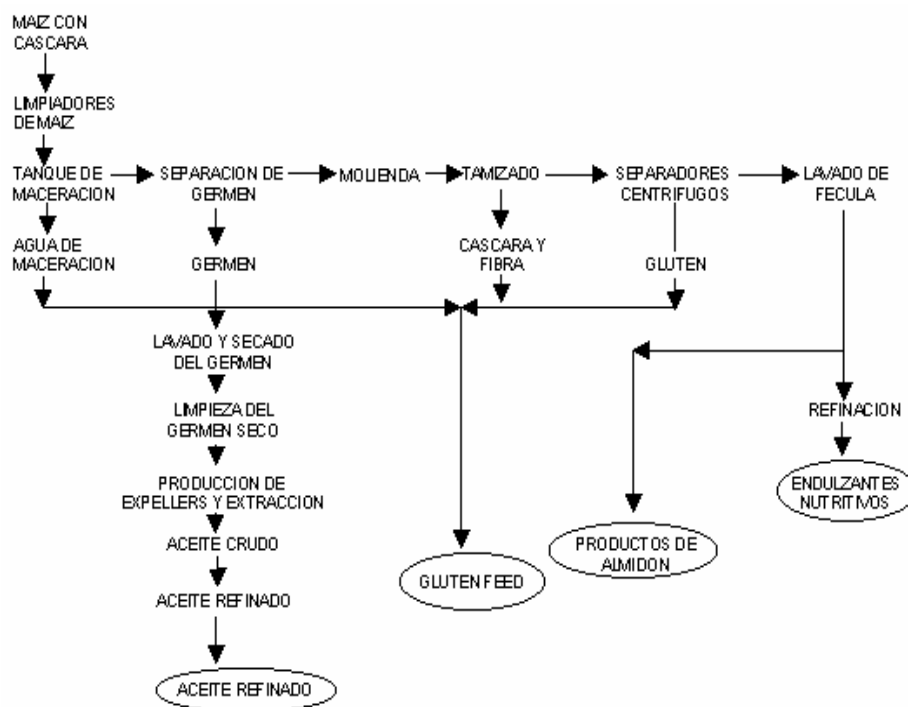 MAIZ CON
CASCARA
LIMPIADORES
DE MAIZ
TANQUE DE
MACERACION
SEPARACION DE
GERMEN
MOLIENDA
TAMIZADO
SEPARADORES
CENTRIFUGOS
LAVADO DE
FECULA
AGUA DE
MACERACION
GERMEN
CASCARA Y
FIBRA
GLUTEN
LAVADO Y SECADO
DEL GERMEN
LIMPIEZA DEL
GERMEN SECO
REFINACION
PRODUCCION DE
EXPELLERS Y EXTRACCION
ENDULZANTES
NUTRITIVOS
ACEITE CRUDO
PRODUCTOS DE
ALMIDON
GLUTEN FEED
ACEITE REFINADO
ACEITE REFINADO